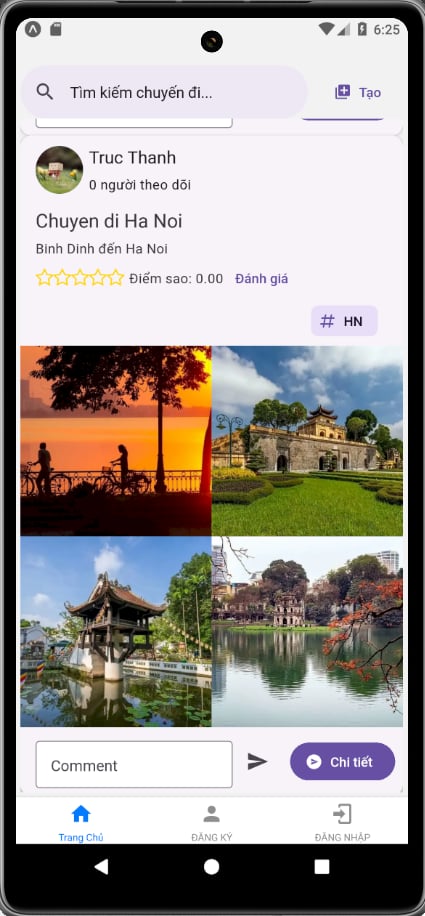 6:25
Tìm kiếm chuyến đi...
Tạo
Truc Thanh
0 người theo dõi
Chuyen di Ha Noi
Binh Dinh đến Ha Noi
Điểm sao: 0.00 Đánh giá
# HN
Comment
Chi tiết
Trang Chủ
ĐĂNG KÝ
ĐĂNG NHẬP